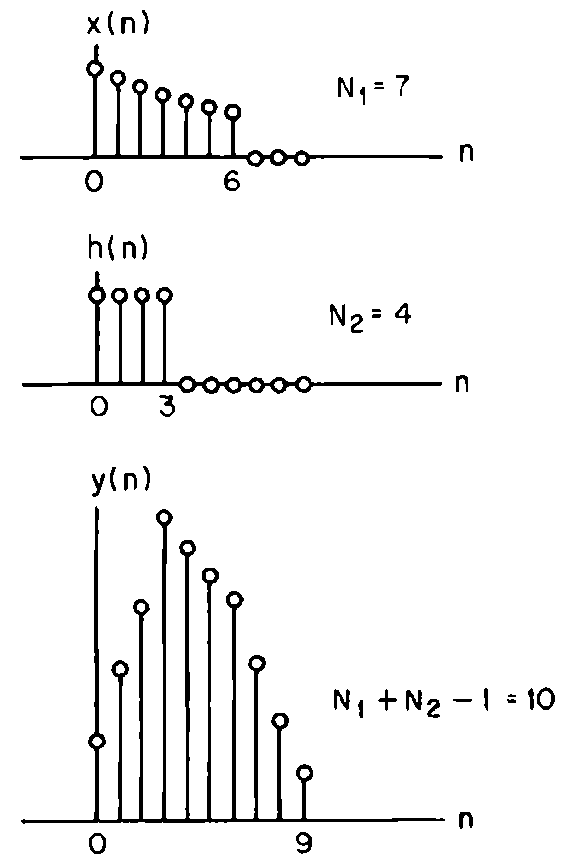 x(n)
N₁ = 7
n
0 6
h(n)
N₂ = 4
n
0 3
y(n)
N₁ + N₂ − 1 = 10
n
0 9